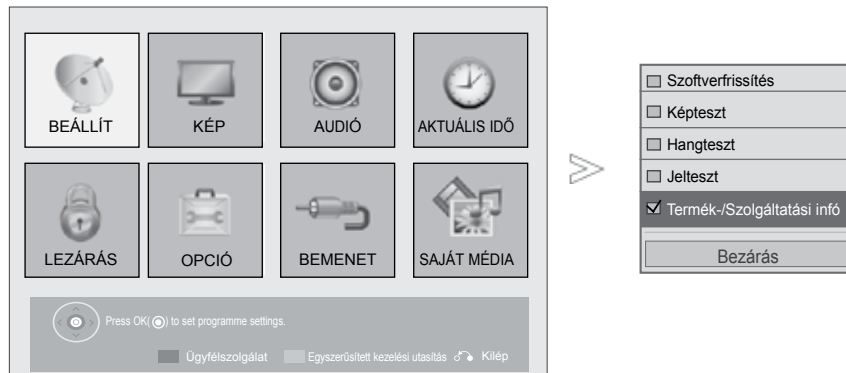 BEÁLLÍT
KÉP
AUDIÓ
AKTUÁLIS IDŐ
LEZÁRÁS
OPCIÓ
BEMENET
SAJÁT MÉDIA
Press OK(◉) to set programme settings.
Ügyfélszolgálat Egyszerűsített kezelési utasítás Kilép
Szoftverfrissítés
Képteszt
Hangteszt
Jelteszt
Termék-/Szolgáltatási infó
Bezárás